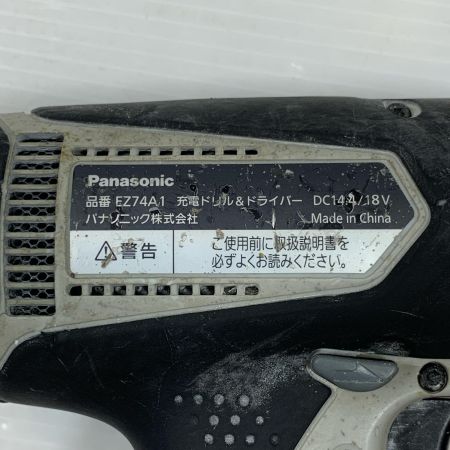 Panasonic
品番 EZ74A1 充電ドリル&ドライバー DC14.4/18V
パナソニック株式会社 Made in China
警告 ご使用前に取扱説明書を
必ずよくお読みください。